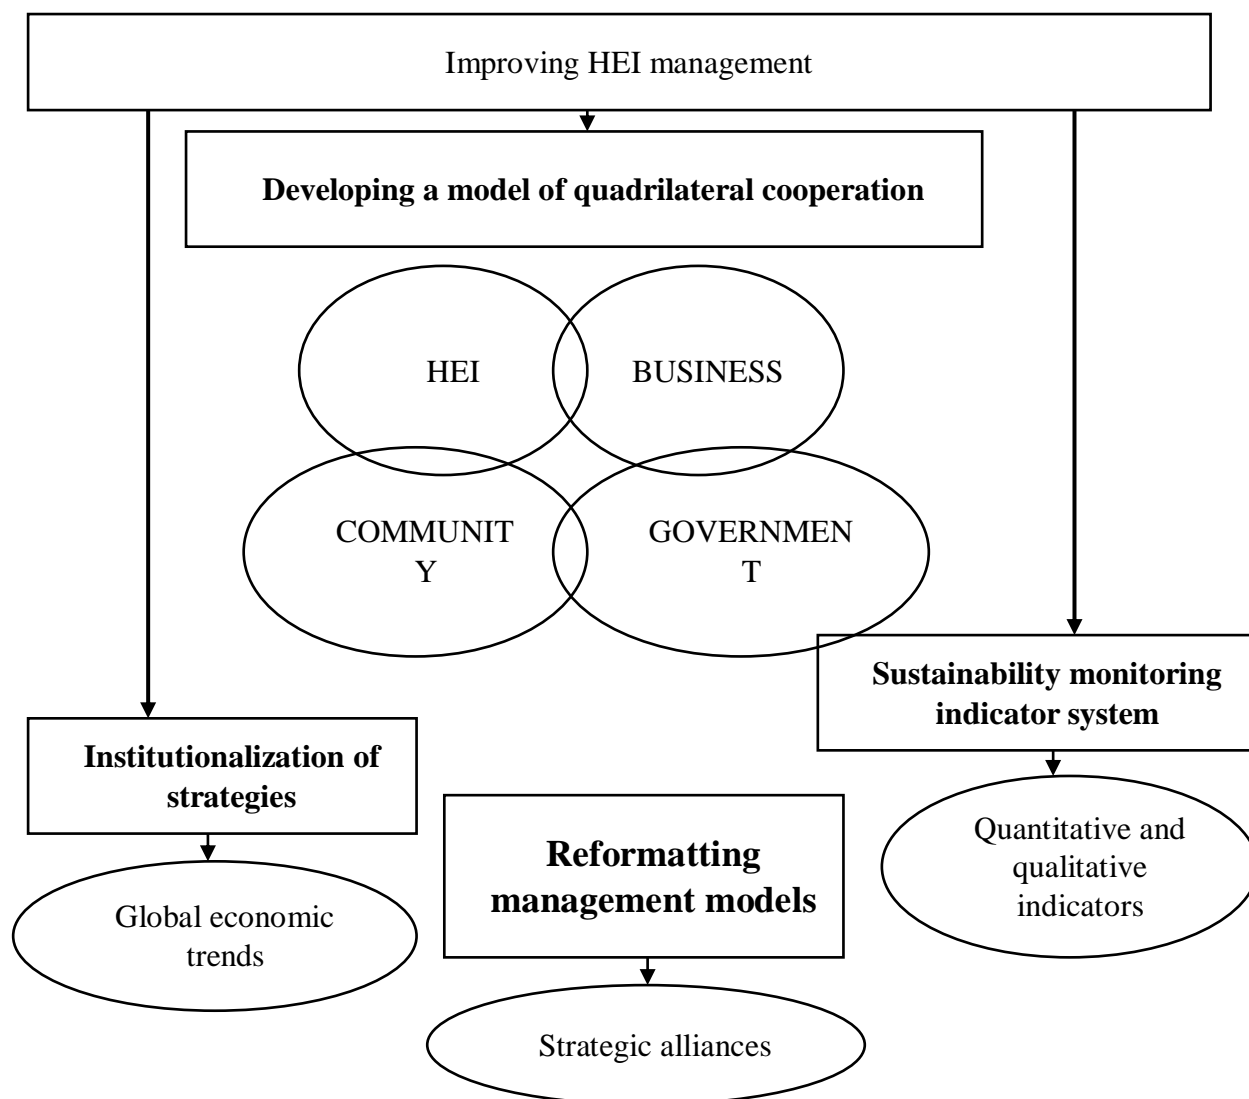 Improving HEI management
Developing a model of quadrilateral cooperation
HEI
BUSINESS
COMMUNIT
Y
GOVERNMEN
T
Sustainability monitoring
indicator system
Institutionalization of
strategies
Reformatting
management models
Quantitative and
qualitative
indicators
Global economic
trends
Strategic alliances